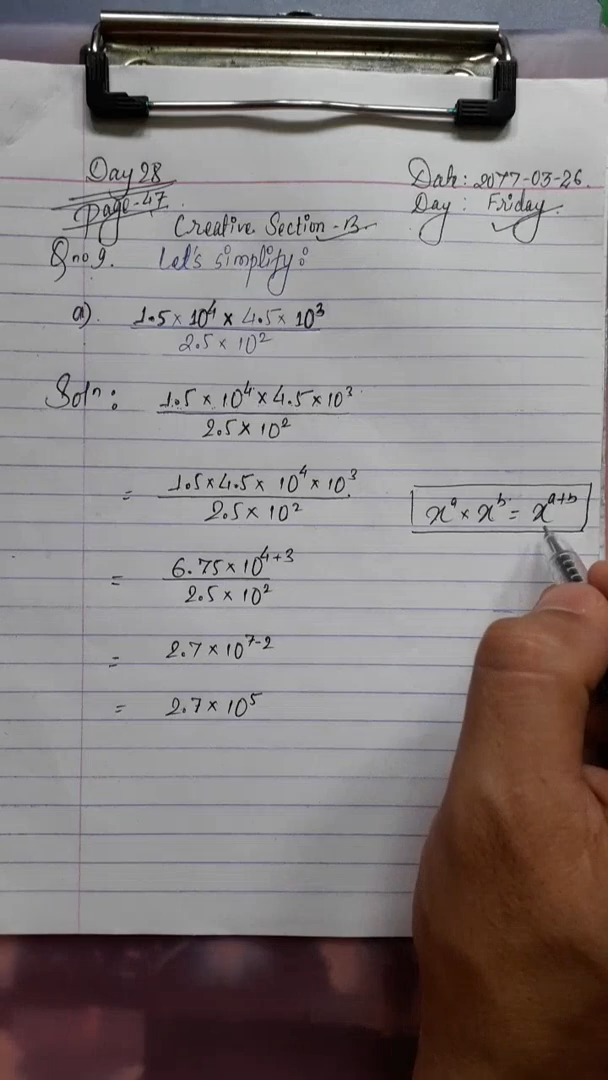 Day 28
Date: 2077-03-26.
Page-47
Day: Friday.
Creative Section-B
Q no 9. Let's simplify:
a). 1.5 × 10⁴ × 4.5 × 10³
2.5 × 10²
Solⁿ: 1.5 × 10⁴ × 4.5 × 10³
2.5 × 10²
= 1.5 × 4.5 × 10⁴ × 10³
2.5 × 10²
xᵃ × xᵇ = xᵃ⁺ᵇ
= 6.75 × 10⁴⁺³
2.5 × 10²
= 2.7 × 10⁷⁻²
= 2.7 × 10⁵